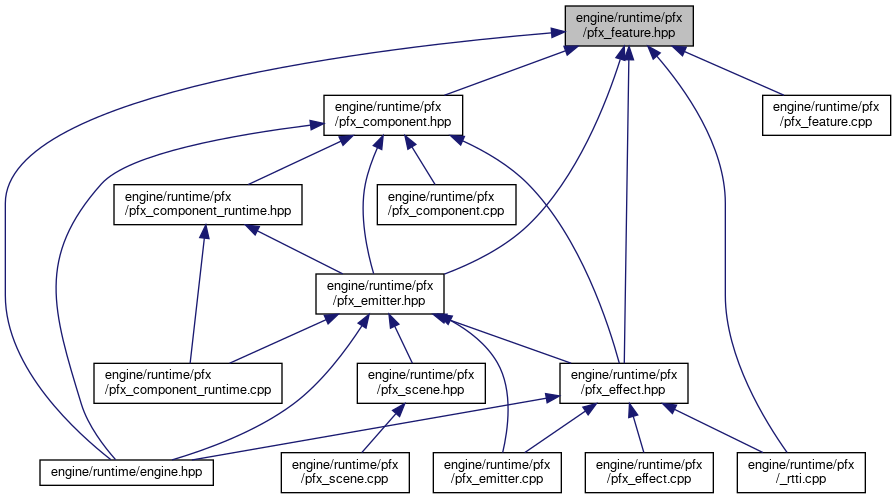 engine/runtime/pfx
/pfx_feature.hpp
engine/runtime/pfx
/pfx_component.hpp
engine/runtime/pfx
/pfx_feature.cpp
engine/runtime/pfx
/pfx_component_runtime.hpp
engine/runtime/pfx
/pfx_component.cpp
engine/runtime/pfx
/pfx_emitter.hpp
engine/runtime/pfx
/pfx_component_runtime.cpp
engine/runtime/pfx
/pfx_scene.hpp
engine/runtime/pfx
/pfx_effect.hpp
engine/runtime/engine.hpp
engine/runtime/pfx
/pfx_scene.cpp
engine/runtime/pfx
/pfx_emitter.cpp
engine/runtime/pfx
/pfx_effect.cpp
engine/runtime/pfx
/_rtti.cpp